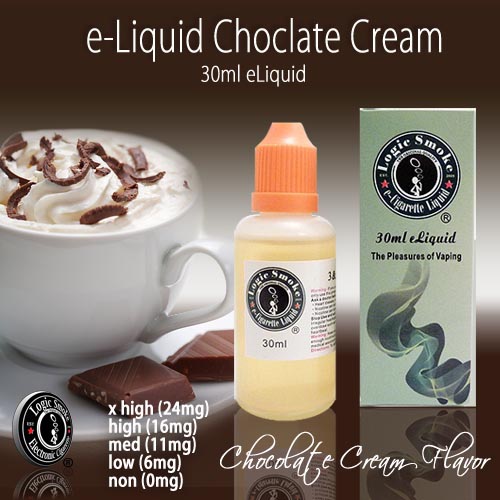 e-Liquid Choclate Cream
30ml eLiquid
Logic Smoke
e-Cigarette Liquid
®
30ml eLiquid
The Pleasures of Vaping
Logic Smoke
e-Cigarette Liquid
®
30ml
Logic Smoke
Electronic Cigarettes
x high (24mg)
high (16mg)
med (11mg)
low (6mg)
non (0mg)
Chocolate Cream Flavor